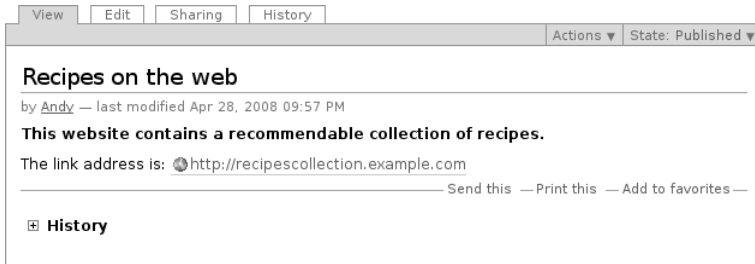 View Edit Sharing History
Actions ▼ State: Published ▼
Recipes on the web
by Andy — last modified Apr 28, 2008 09:57 PM
This website contains a recommendable collection of recipes.
The link address is: http://recipescollection.example.com
Send this — Print this — Add to favorites —
History